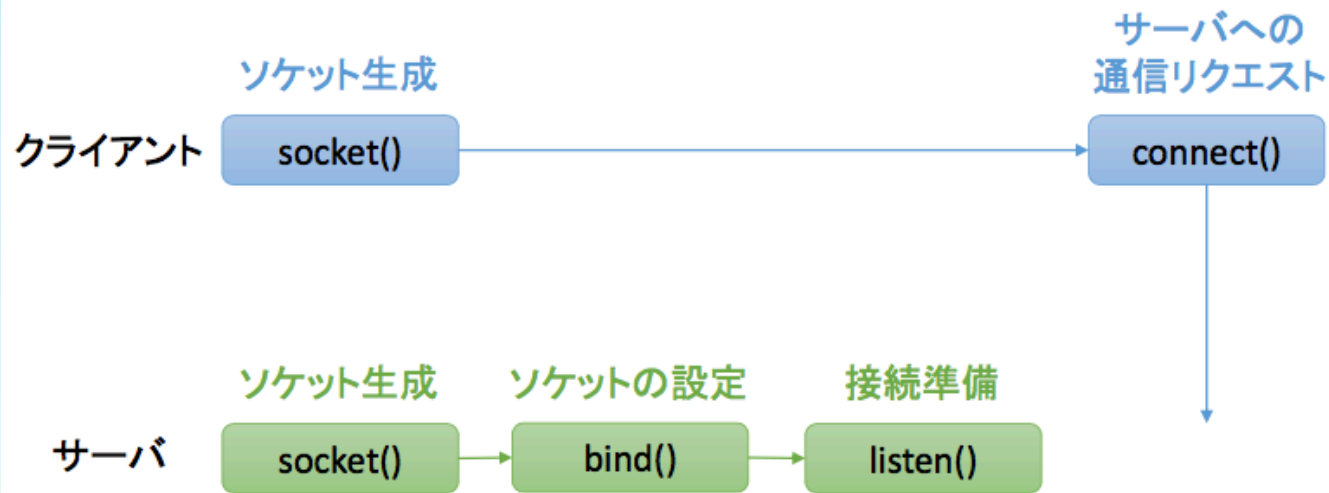 サーバへの
通信リクエスト
ソケット生成
クライアント
socket()
connect()
ソケット生成
ソケットの設定
接続準備
サーバ
socket()
bind()
listen()